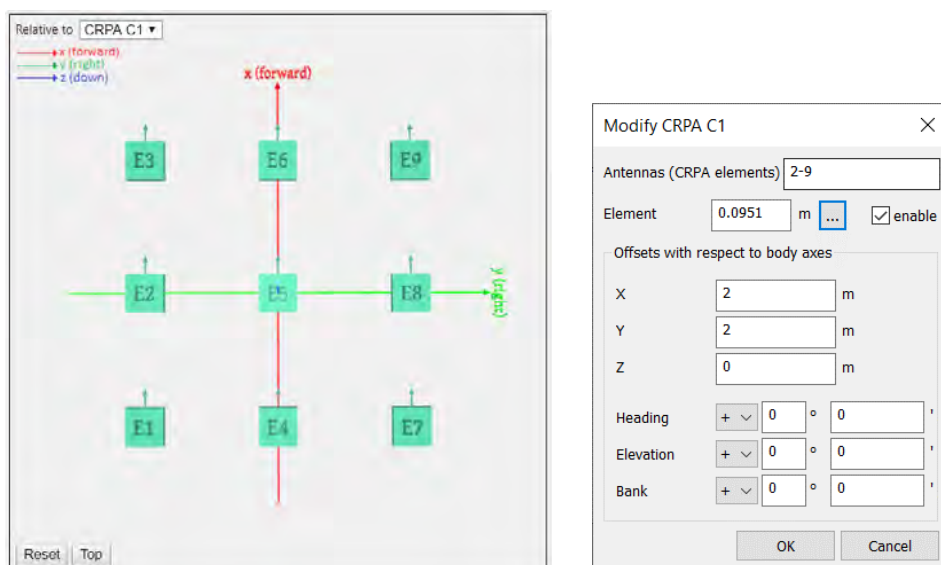 Relative to CRPA C1 ▾
x (forward)
y (right)
z (down)
x (forward)
E3 E6 E9
E2 E5 E8
y (right)
E1 E4 E7
Reset Top
Modify CRPA C1
Antennas (CRPA elements) 2-9
Element 0.0951 m ... enable
Offsets with respect to body axes
X 2 m
Y 2 m
Z 0 m
Heading + 0 ° 0 '
Elevation + 0 ° 0 '
Bank + 0 ° 0 '
OK Cancel